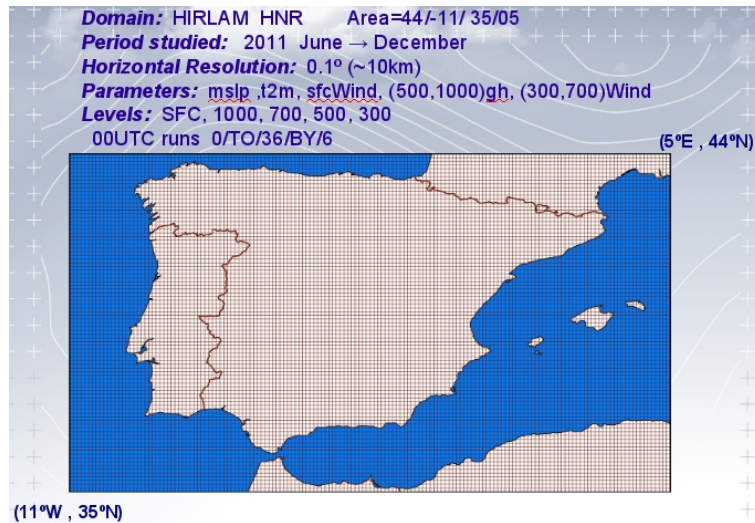 Domain: HIRLAM HNR Area=44/-11/ 35/05
Period studied: 2011 June → December
Horizontal Resolution: 0.1º (~10km)
Parameters: mslp ,t2m, sfcWind, (500,1000)gh, (300,700)Wind
Levels: SFC, 1000, 700, 500, 300
00UTC runs 0/TO/36/BY/6
(5ºE , 44ºN)
(11ºW , 35ºN)